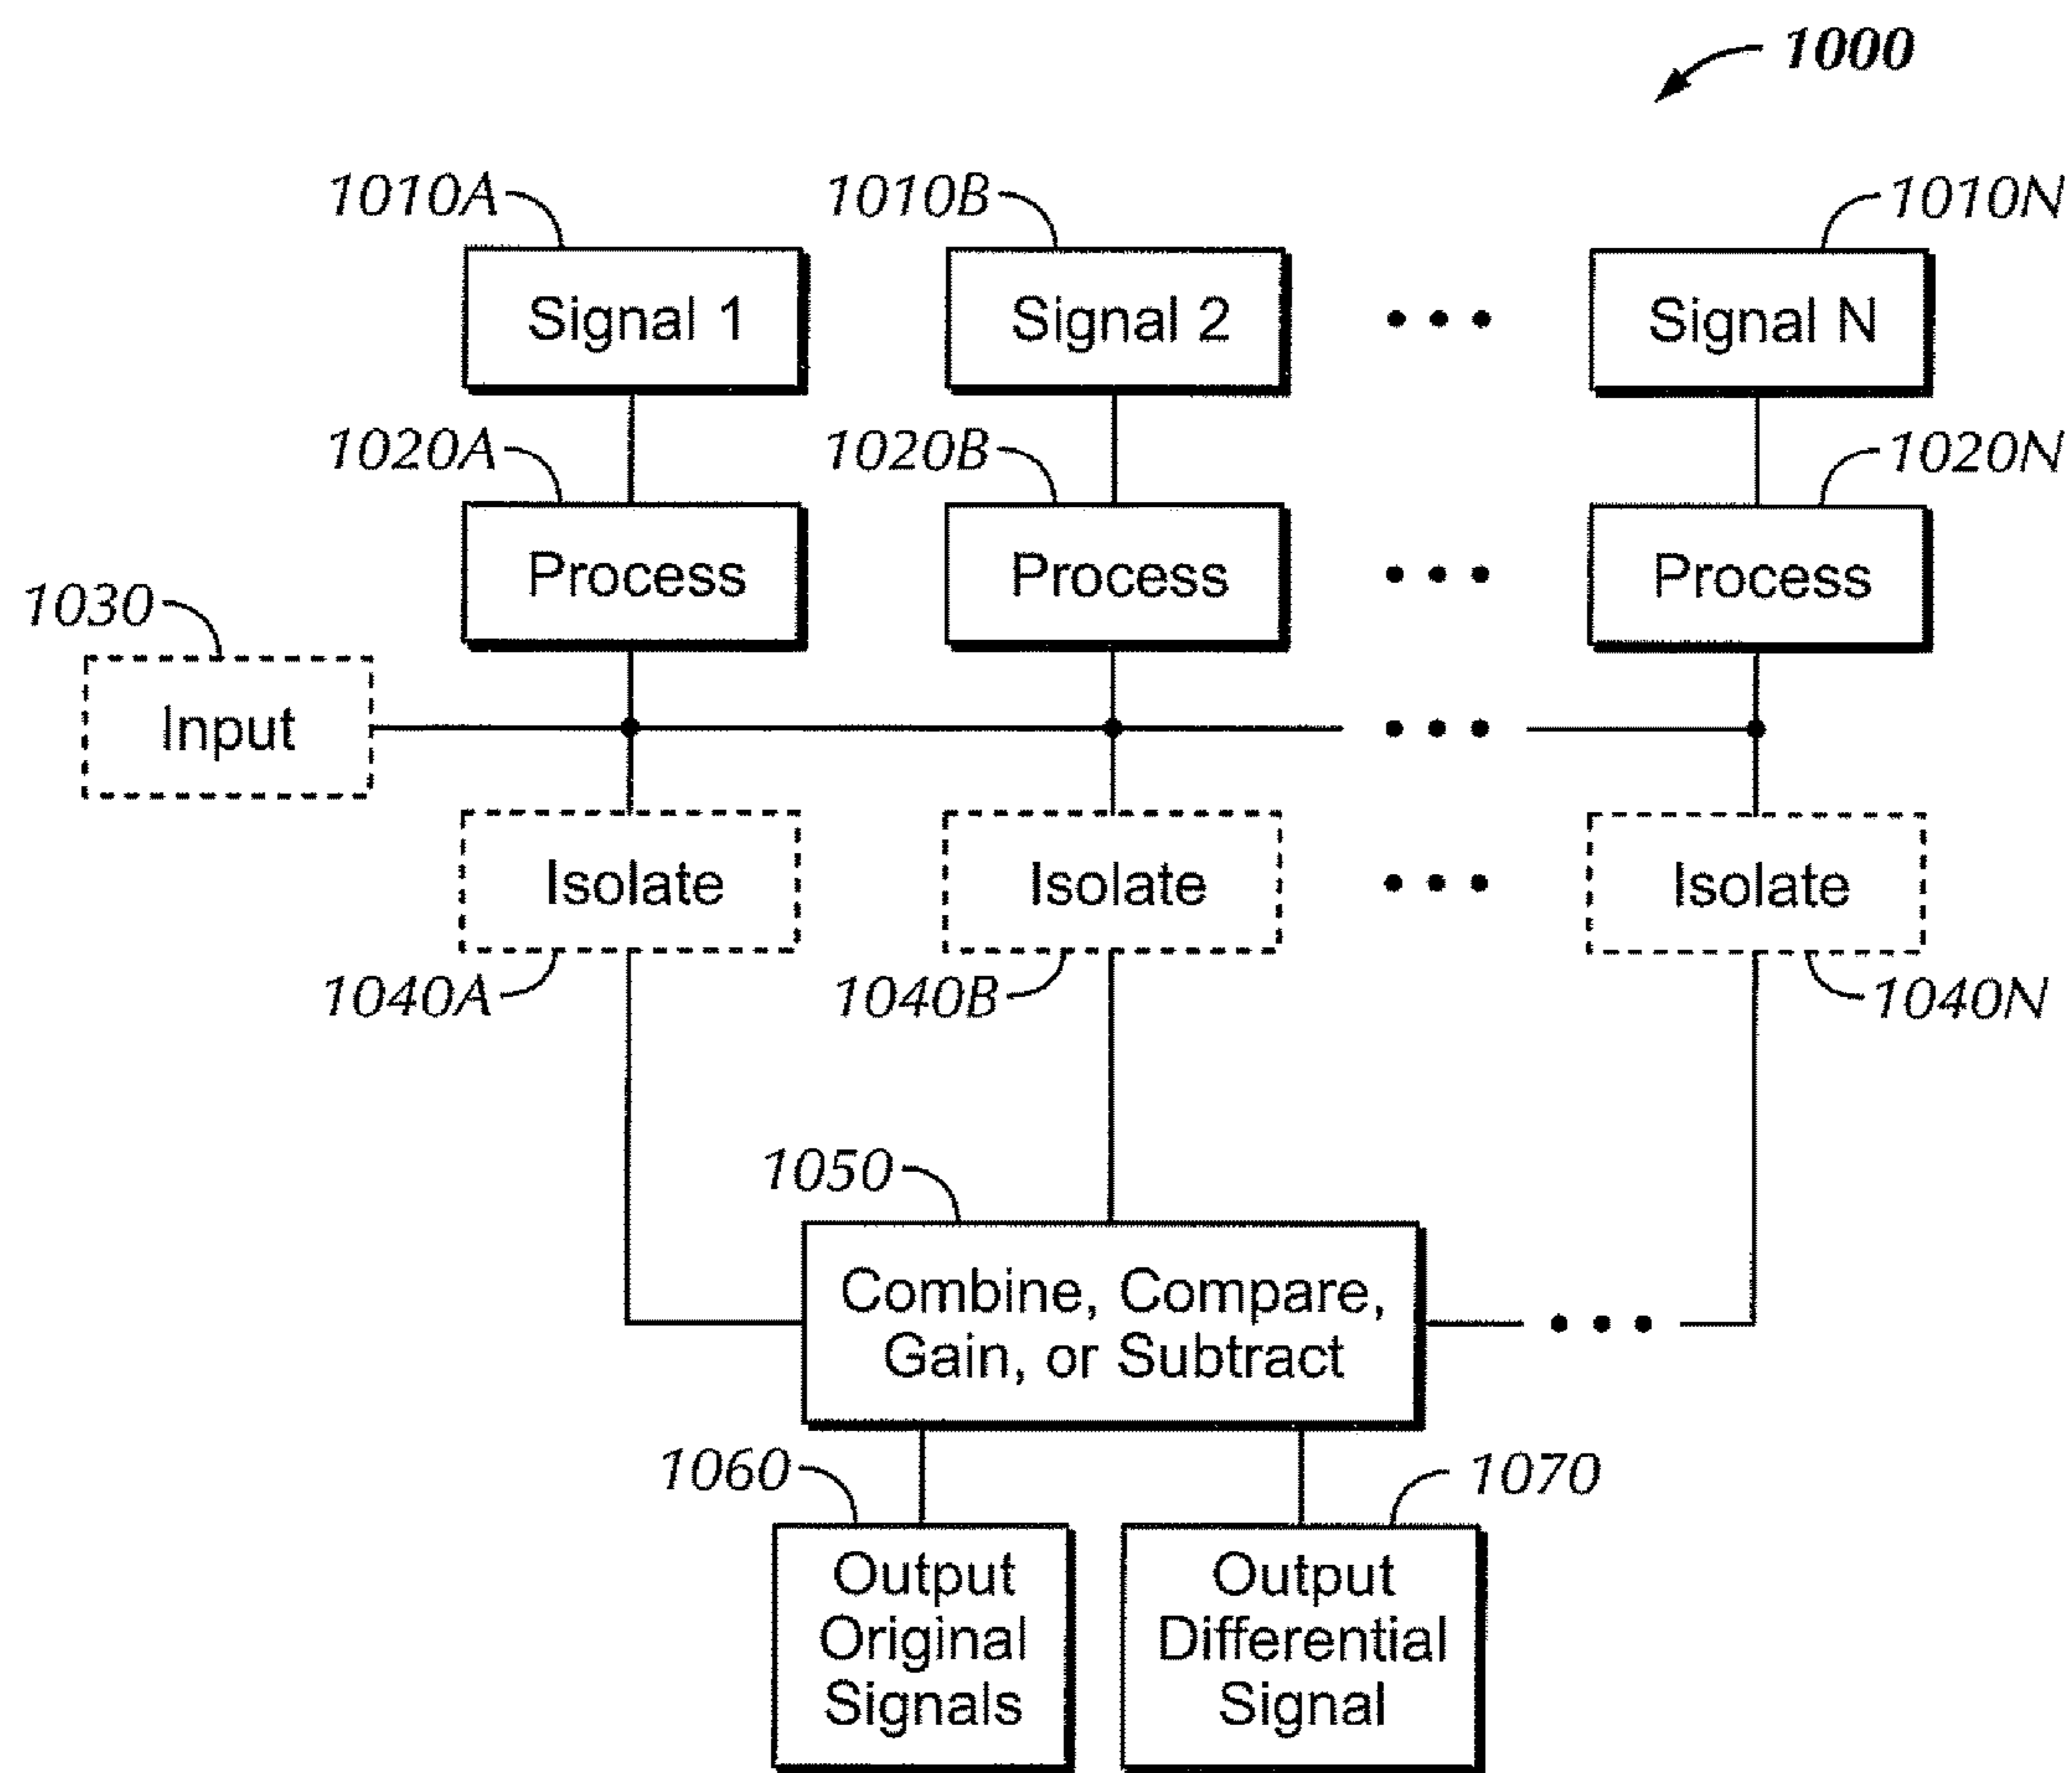 1000
1010A
1010B
1010N
Signal 1
Signal 2
Signal N
1020A
1020B
1020N
Process
Process
Process
1030
Input
Isolate
Isolate
Isolate
1040A
1040B
1040N
1050
Combine, Compare,
Gain, or Subtract
1060
1070
Output
Original
Signals
Output
Differential
Signal